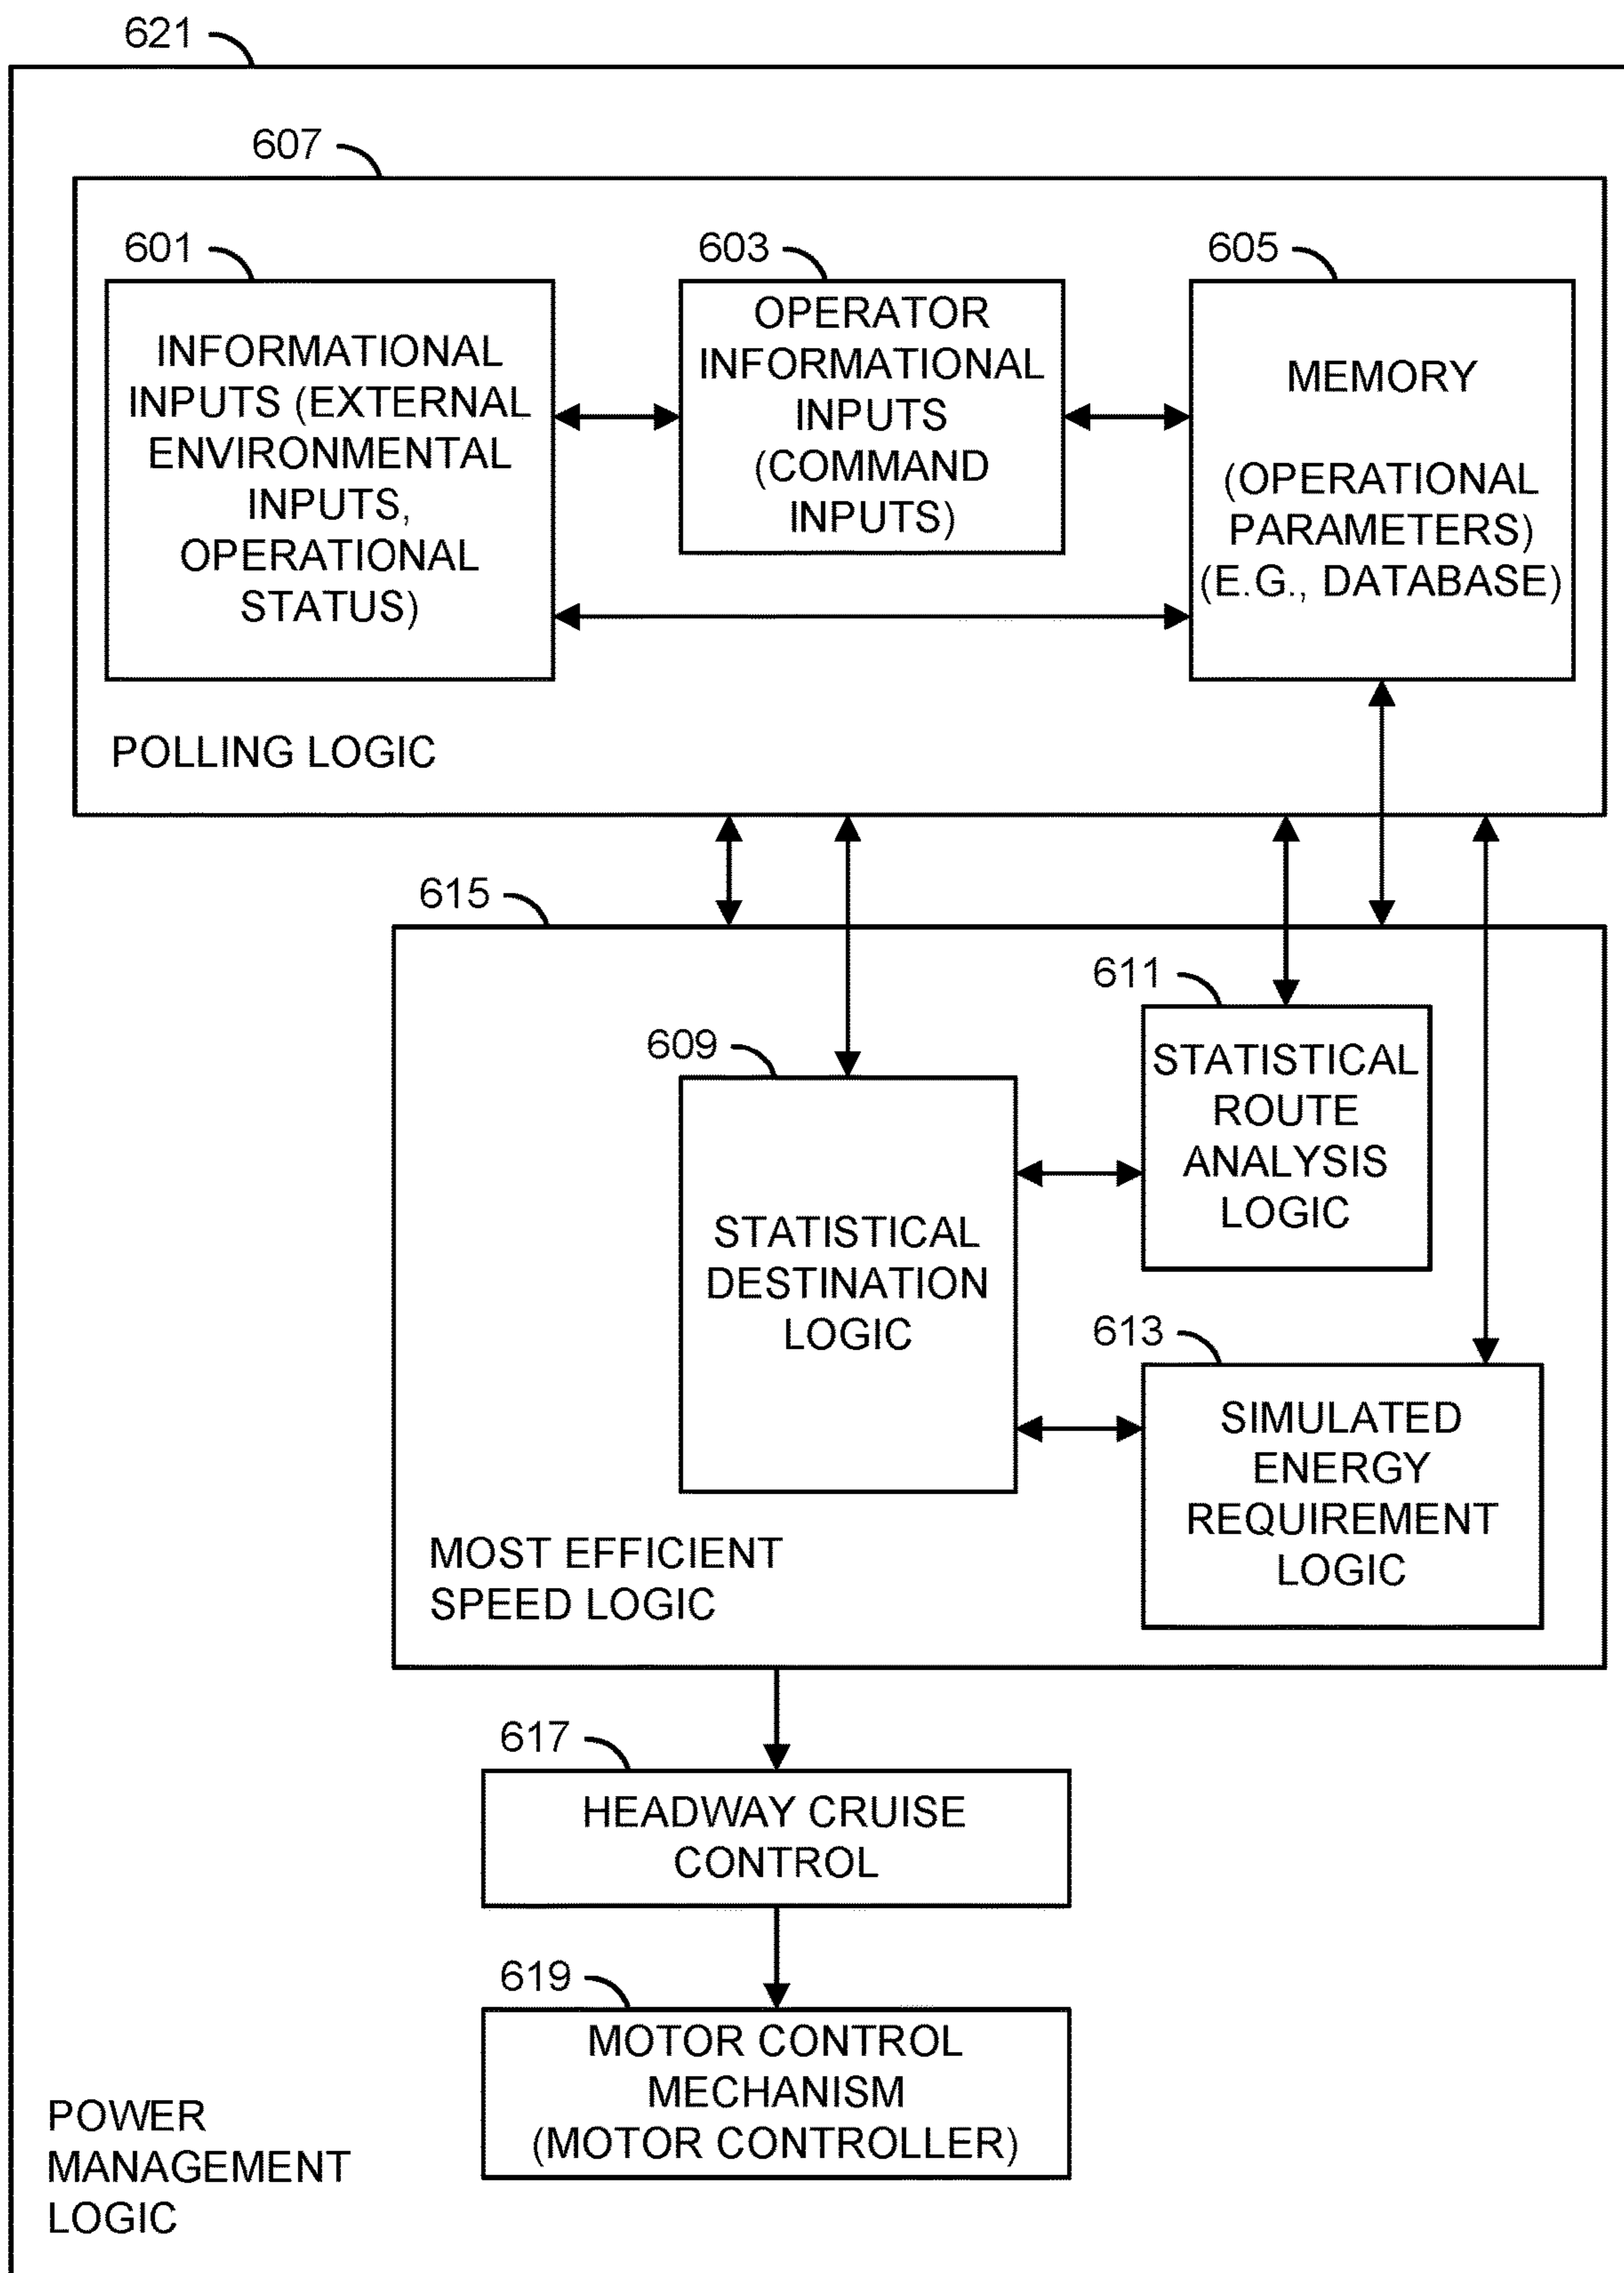 621
607
601
603
605
INFORMATIONAL
INPUTS (EXTERNAL
ENVIRONMENTAL
INPUTS,
OPERATIONAL
STATUS)
OPERATOR
INFORMATIONAL
INPUTS
(COMMAND
INPUTS)
MEMORY
(OPERATIONAL
PARAMETERS)
(E.G., DATABASE)
POLLING LOGIC
615
609
611
STATISTICAL
DESTINATION
LOGIC
STATISTICAL
ROUTE
ANALYSIS
LOGIC
613
SIMULATED
ENERGY
REQUIREMENT
LOGIC
MOST EFFICIENT
SPEED LOGIC
617
HEADWAY CRUISE
CONTROL
619
MOTOR CONTROL
MECHANISM
(MOTOR CONTROLLER)
POWER
MANAGEMENT
LOGIC